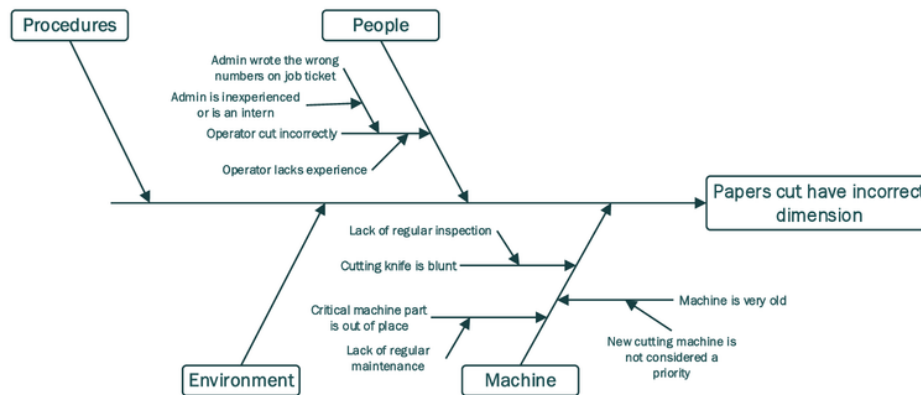 Procedures
People
Admin wrote the wrong
numbers on job ticket
Admin is inexperienced
or is an intern
Operator cut incorrectly
Operator lacks experience
Papers cut have incorrect
dimension
Lack of regular inspection
Cutting knife is blunt
Machine is very old
Critical machine part
is out of place
New cutting machine is
not considered a
priority
Lack of regular
maintenance
Environment
Machine